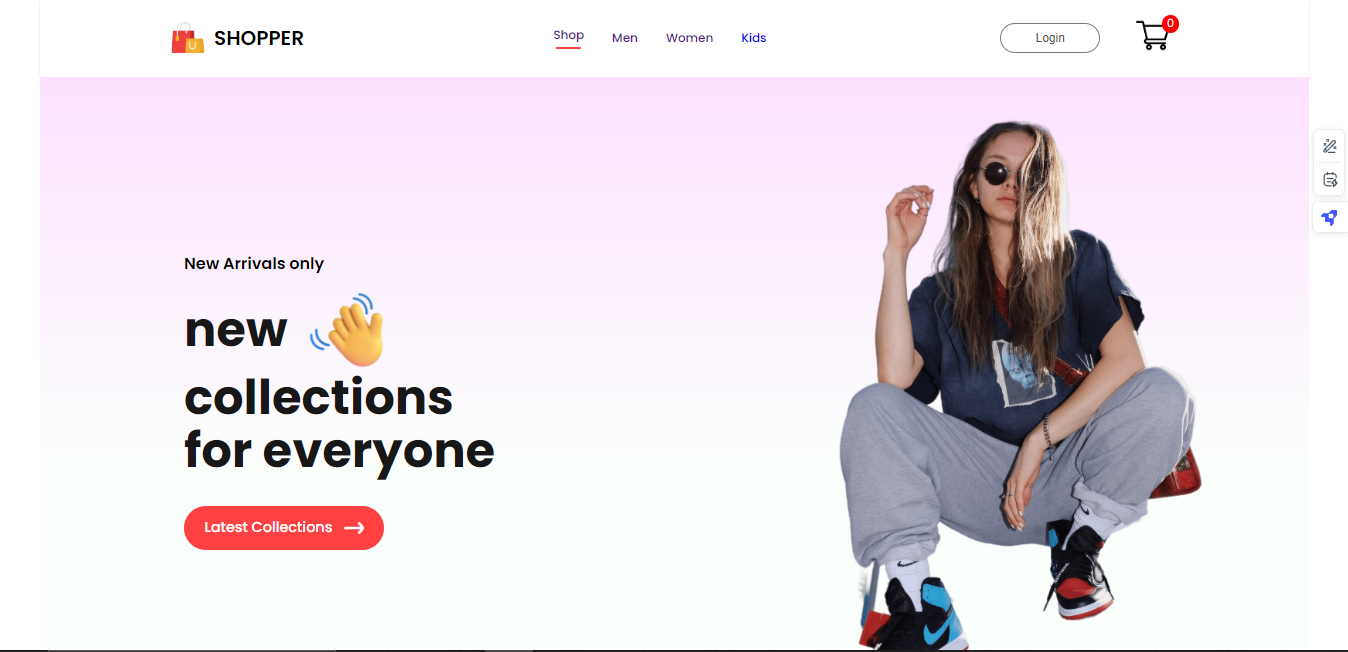 SHOPPER
Shop Men Women Kids
Login
0
New Arrivals only
new
collections
for everyone
Latest Collections